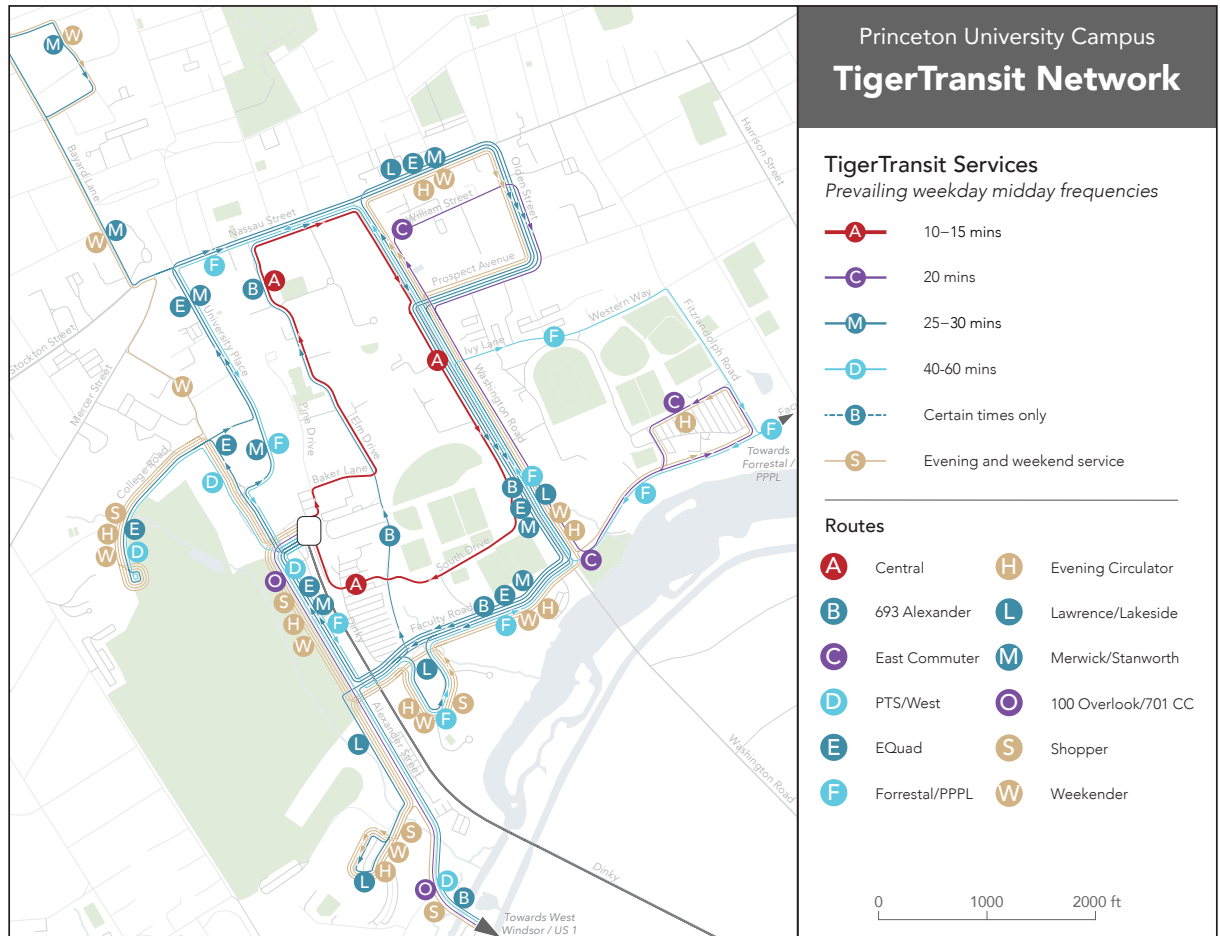 Princeton University Campus
TigerTransit Network
TigerTransit Services
Prevailing weekday midday frequencies
A 10–15 mins
C 20 mins
M 25–30 mins
D 40-60 mins
B Certain times only
S Evening and weekend service
Routes
A Central
B 693 Alexander
C East Commuter
D PTS/West
E EQuad
F Forrestal/PPPL
H Evening Circulator
L Lawrence/Lakeside
M Merwick/Stanworth
O 100 Overlook/701 CC
S Shopper
W Weekender
0 1000 2000 ft
M W
Bayard Lane
W M
L E M
H W
Nassau Street
Olden Street
William Street
Harrison Street
C
F
B A
Prospect Avenue
E M
University Place
Stockton Street
Mercer Street
Western Way
F
Ivy Lane
Fitzrandolph Road
A
Washington Road
W
Pine Drive
Elm Drive
C
H
F
Fac
Towards
Forrestal /
PPPL
College Road
E M F
D
Baker Lane
F
B L
E W
M H
F
S
H E
W D
B
C
South Drive
O D
S E
H M
W F
A
Dinky
Faculty Road
B E M
F W H
L
H W F S
Alexander Street
L
Washington Road
S
W
H
L
Dinky
O D B
S
Towards West
Windsor / US 1